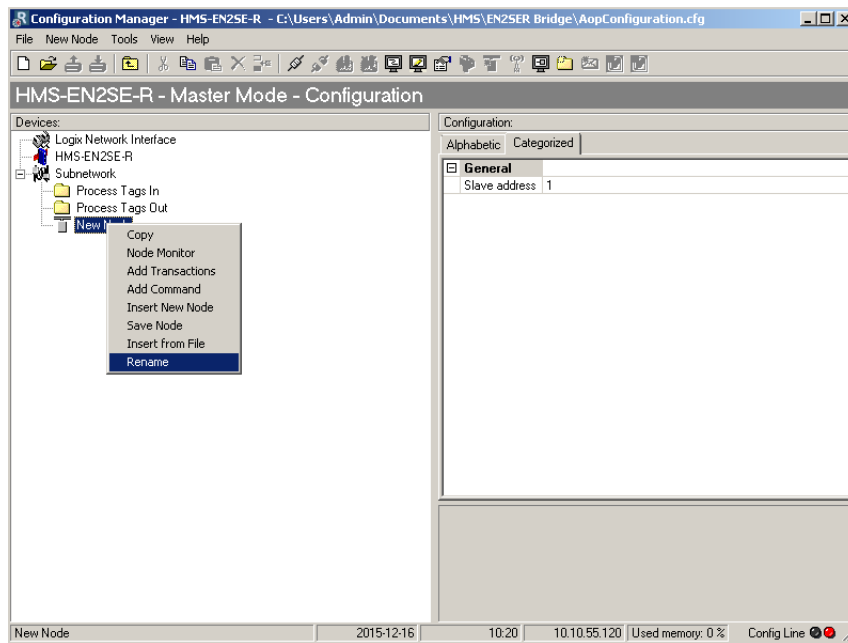 Configuration Manager - HMS-EN2SE-R - C:\Users\Admin\Documents\HMS\EN2SER Bridge\AopConfiguration.cfg
File New Node Tools View Help
HMS-EN2SE-R - Master Mode - Configuration
Devices:
Logix Network Interface
HMS-EN2SE-R
Subnetwork
Process Tags In
Process Tags Out
New
Copy
Node Monitor
Add Transactions
Add Command
Insert New Node
Save Node
Insert from File
Rename
Configuration:
Alphabetic Categorized
General
Slave address 1
New Node 2015-12-16 10:20 10.10.55.120 Used memory: 0 % Config Line